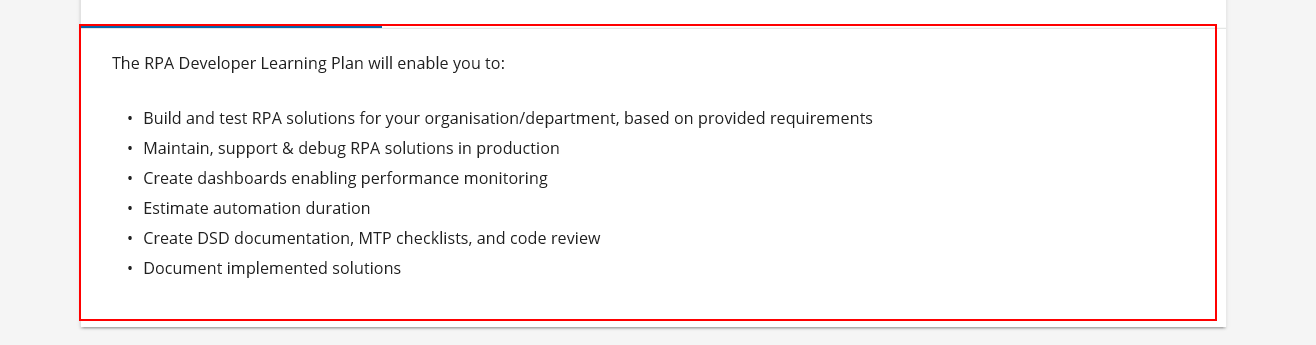 The RPA Developer Learning Plan will enable you to:
• Build and test RPA solutions for your organisation/department, based on provided requirements
• Maintain, support & debug RPA solutions in production
• Create dashboards enabling performance monitoring
• Estimate automation duration
• Create DSD documentation, MTP checklists, and code review
• Document implemented solutions